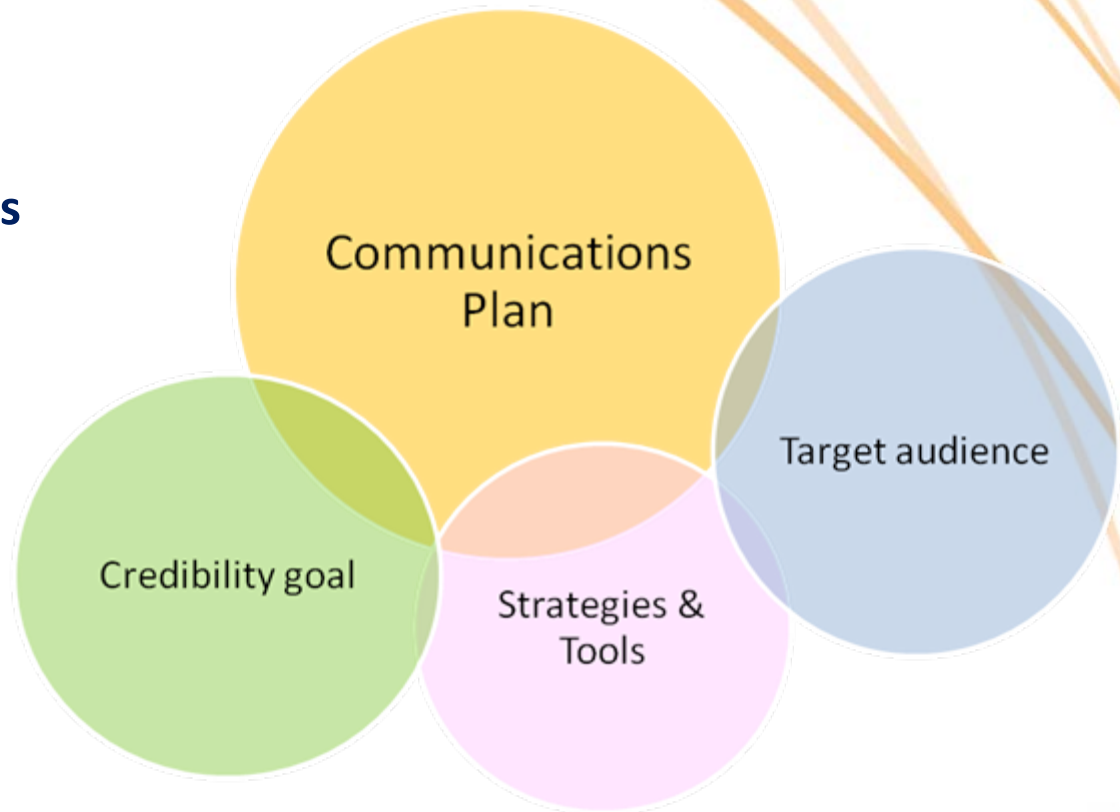 s
Communications
Plan
Target audience
Credibility goal
Strategies &
Tools